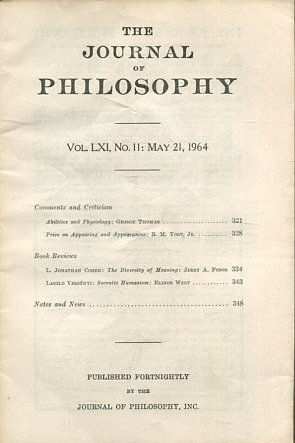 THE
JOURNAL
OF
PHILOSOPHY
VOL. LXI, NO. 11: MAY 21, 1964
Comments and Criticism
Abilities and Physiology: GEORGE THOMAS ........................ 321
Price on Appearing and Appearances: R. M. YOST, JR. ......... 328
Book Reviews
L. JONATHAN COHEN: The Diversity of Meaning: JERRY A. FODOR 334
LASZLO VERSÉNYI: Socratic Humanism: ELINOR WEST ............ 343
Notes and News ............................................. 348
PUBLISHED FORTNIGHTLY
BY THE
JOURNAL OF PHILOSOPHY, INC.